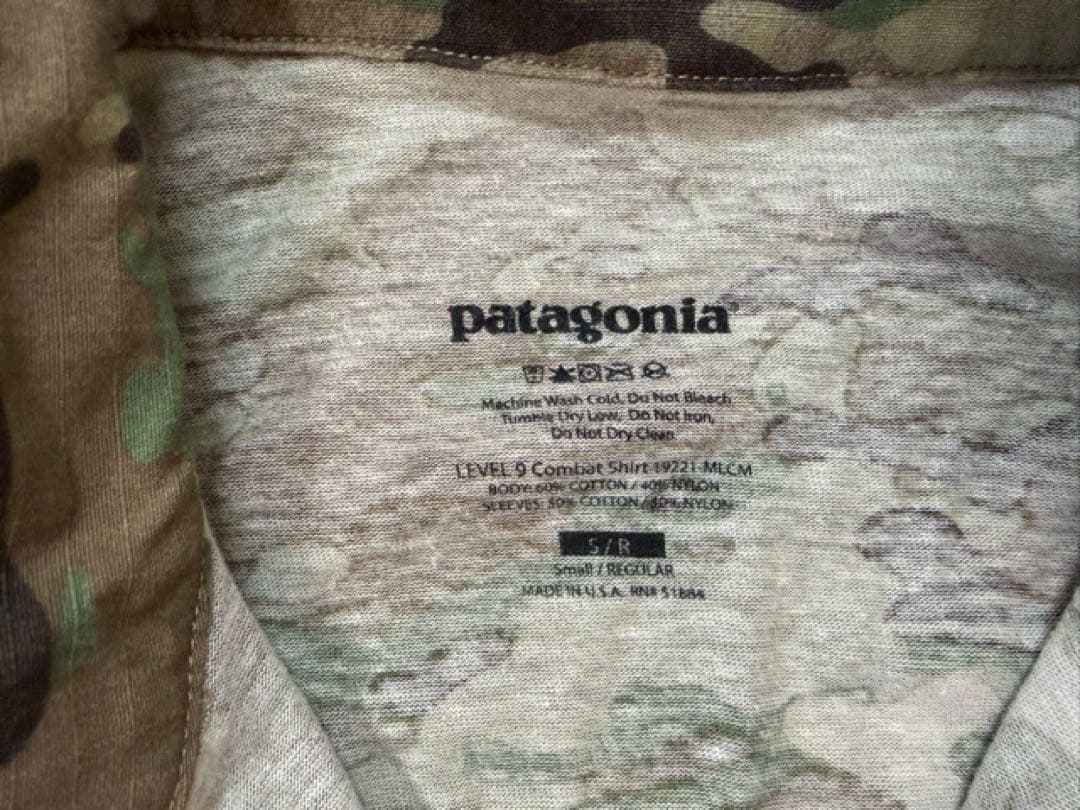 patagonia
Machine Wash Cold, Do Not Bleach
Tumble Dry Low, Do Not Iron,
Do Not Dry Clean
LEVEL 9 Combat Shirt 19221-MLCM
BODY: 60% COTTON / 40% NYLON
SLEEVES: 50% COTTON / 50% NYLON
S / R
Small / REGULAR
MADE IN U.S.A. RN# 51884